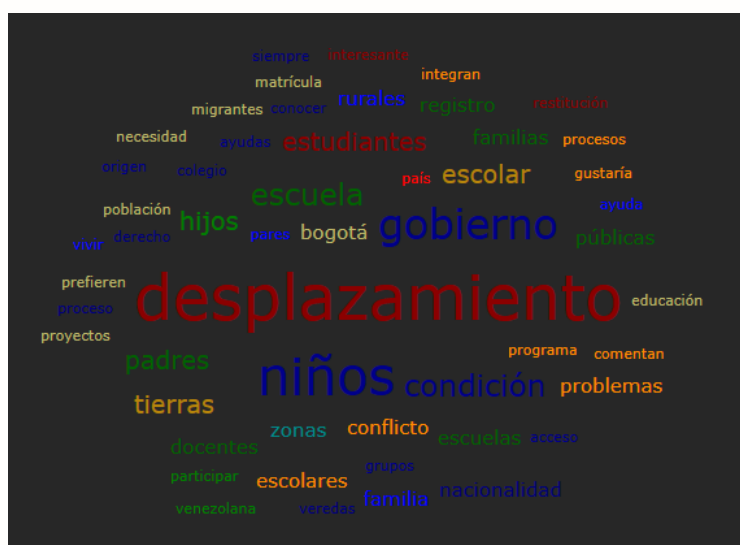 siempre interesante
matrícula integran
migrantes conocer rurales registro restitución
necesidad ayudas estudiantes familias procesos
origen colegio país escolar gustaría
población hijos escuela ayuda
vivir derecho pares bogotá gobierno públicas
prefieren desplazamiento educación
proceso
proyectos padres programa comentan
niños condición problemas
tierras
zonas conflicto escuelas acceso
docentes
participar escolares grupos nacionalidad
venezolana veredas familia